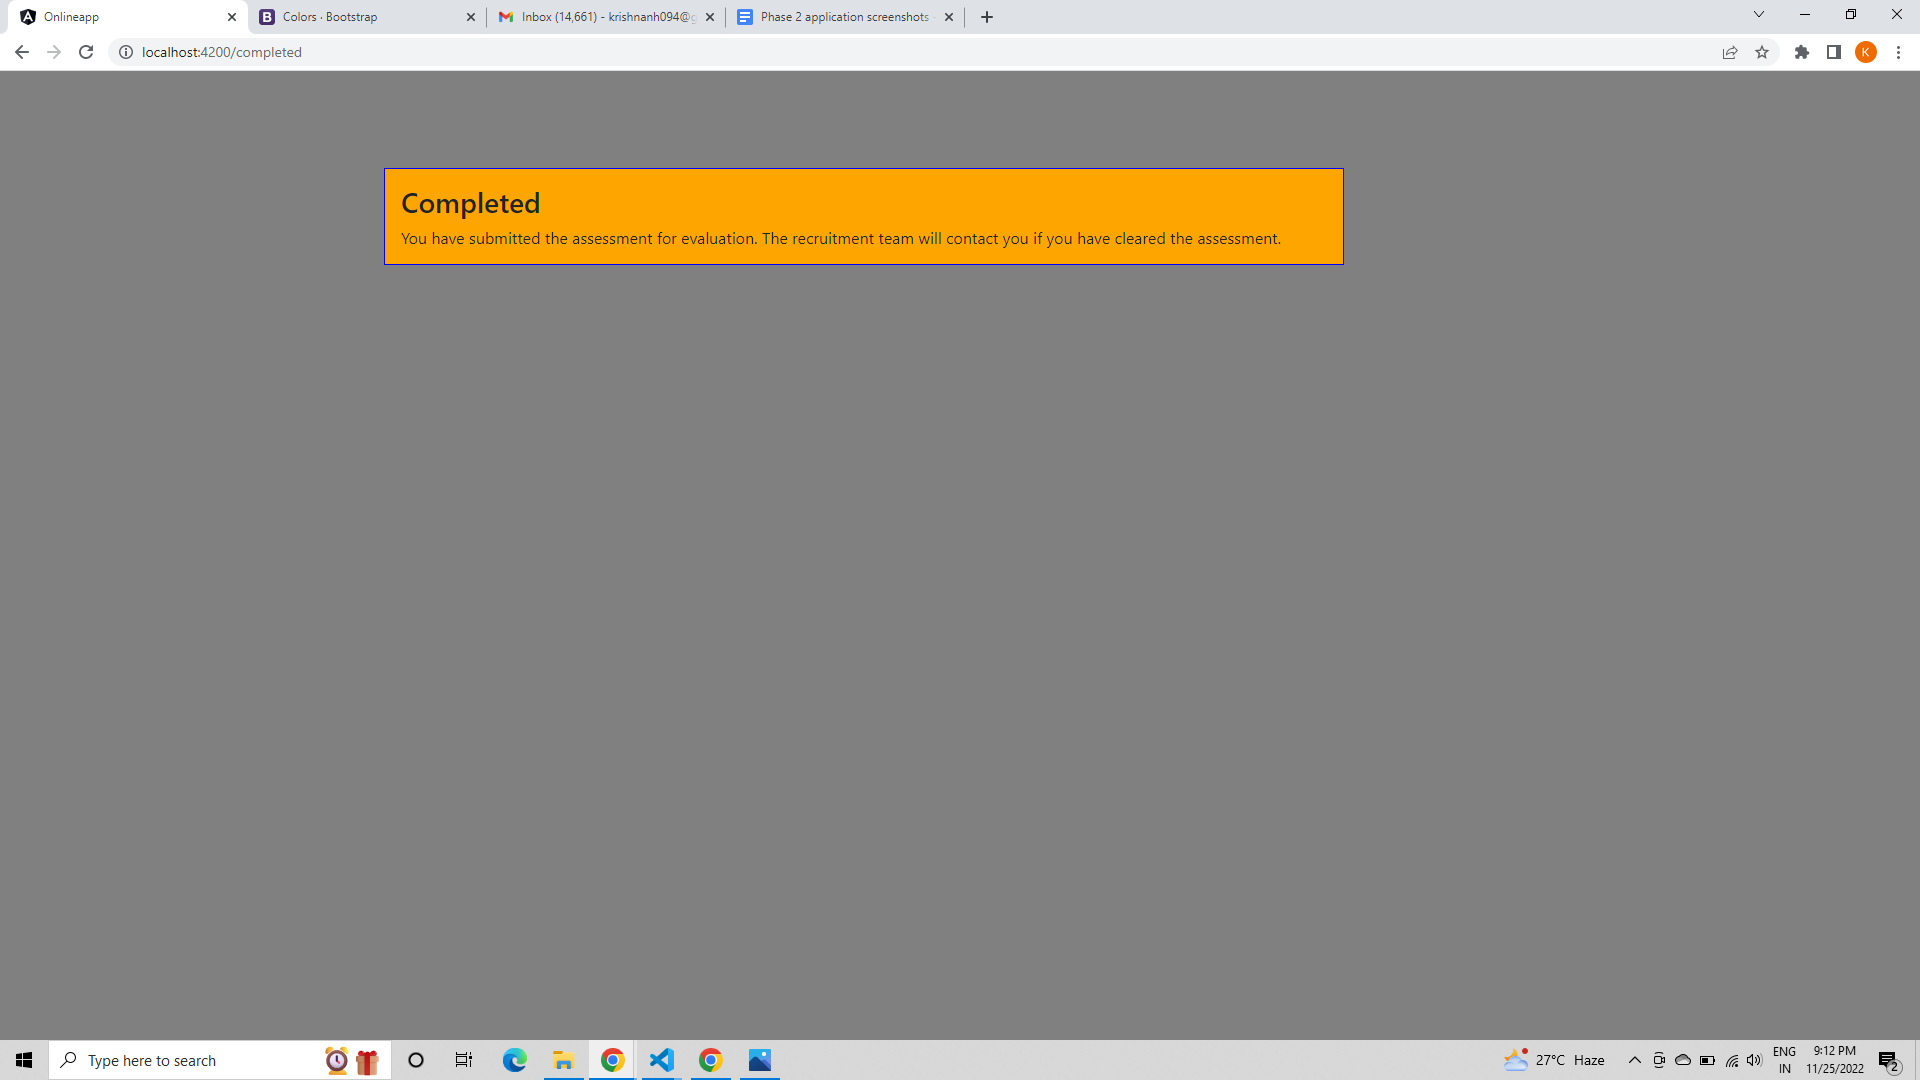 Onlineapp
Colors · Bootstrap
Inbox (14,661) - krishnanh094@g
Phase 2 application screenshots
localhost:4200/completed
K
Completed
You have submitted the assessment for evaluation. The recruitment team will contact you if you have cleared the assessment.
Type here to search
27°C Haze
ENG
IN
9:12 PM
11/25/2022
2